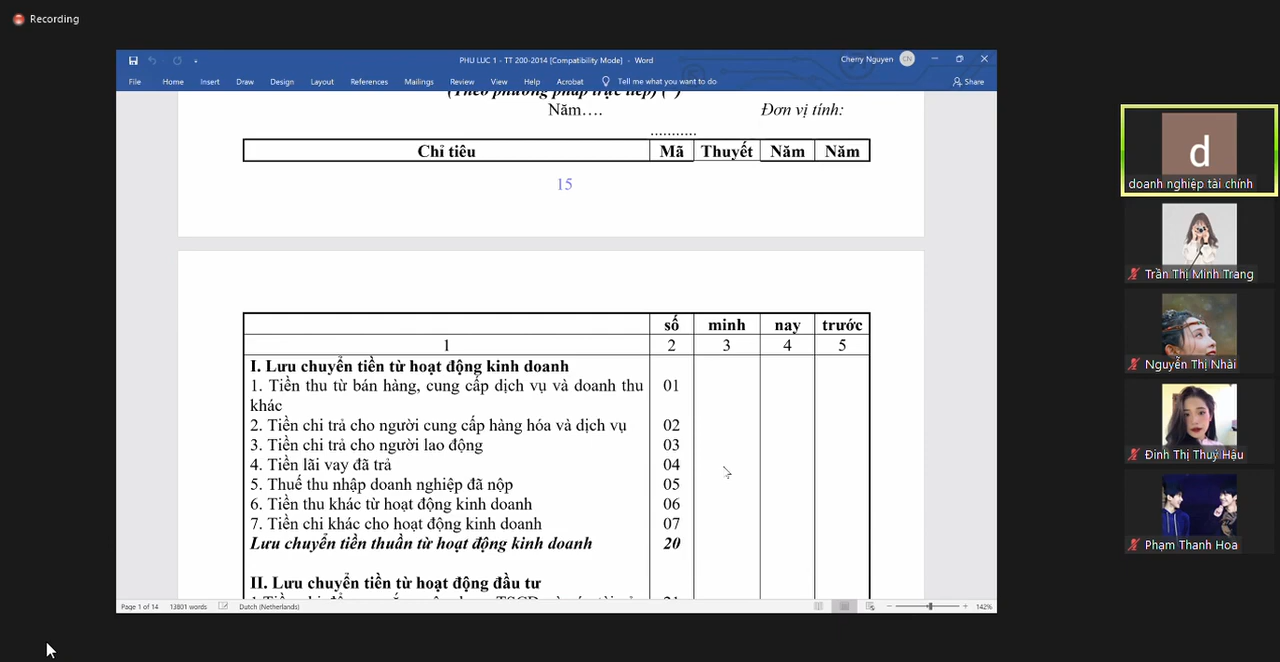 Recording
PHU LUC 1 - TT 200-2014 [Compatibility Mode] - Word
Cherry Nguyen
CN
File Home Insert Draw Design Layout References Mailings Review View Help Acrobat Tell me what you want to do
Share
(Theo phương pháp trực tiếp) (*)
Năm.... Đơn vị tính:
...........
Chỉ tiêu Mã Thuyết Năm Năm
15
số minh nay trước
1 2 3 4 5
I. Lưu chuyển tiền từ hoạt động kinh doanh
1. Tiền thu từ bán hàng, cung cấp dịch vụ và doanh thu 01
khác
2. Tiền chi trả cho người cung cấp hàng hóa và dịch vụ 02
3. Tiền chi trả cho người lao động 03
4. Tiền lãi vay đã trả 04
5. Thuế thu nhập doanh nghiệp đã nộp 05
6. Tiền thu khác từ hoạt động kinh doanh 06
7. Tiền chi khác cho hoạt động kinh doanh 07
Lưu chuyển tiền thuần từ hoạt động kinh doanh 20
II. Lưu chuyển tiền từ hoạt động đầu tư
Page 1 of 14 13801 words Dutch (Netherlands) 142%
d
doanh nghiệp tài chính
Trần Thị Minh Trang
Nguyễn Thị Nhài
Đinh Thị Thuý Hậu
Phạm Thanh Hoa